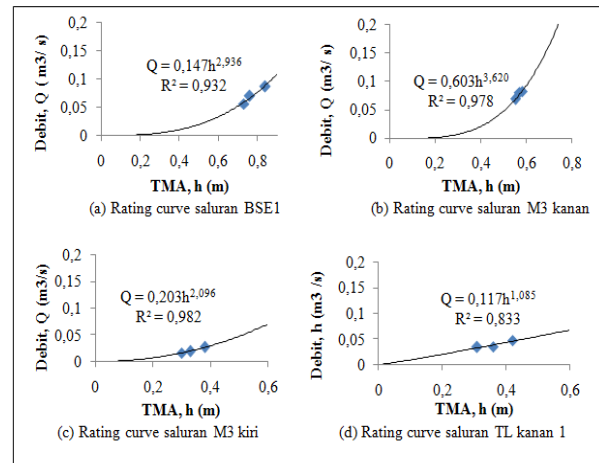 Debit, Q ( m3/ s)
0,2
0,15
0,1
0,05
0
Q = 0,147h^2,936
R² = 0,932
0 0,2 0,4 0,6 0,8
TMA, h (m)
(a) Rating curve saluran BSE1
Debit, Q (m3/ s)
0,2
0,15
0,1
0,05
0
Q = 0,603h^3,620
R² = 0,978
0 0,2 0,4 0,6 0,8
TMA, h (m)
(b) Rating curve saluran M3 kanan
Debit, Q (m3/s)
0,2
0,15
0,1
0,05
0
Q = 0,203h^2,096
R² = 0,982
0 0,2 0,4 0,6
TMA, h (m)
(c) Rating curve saluran M3 kiri
Debit, h (m3 /s)
0,2
0,15
0,1
0,05
0
Q = 0,117h^1,085
R² = 0,833
0 0,2 0,4 0,6
TMA, h (m)
(d) Rating curve saluran TL kanan 1